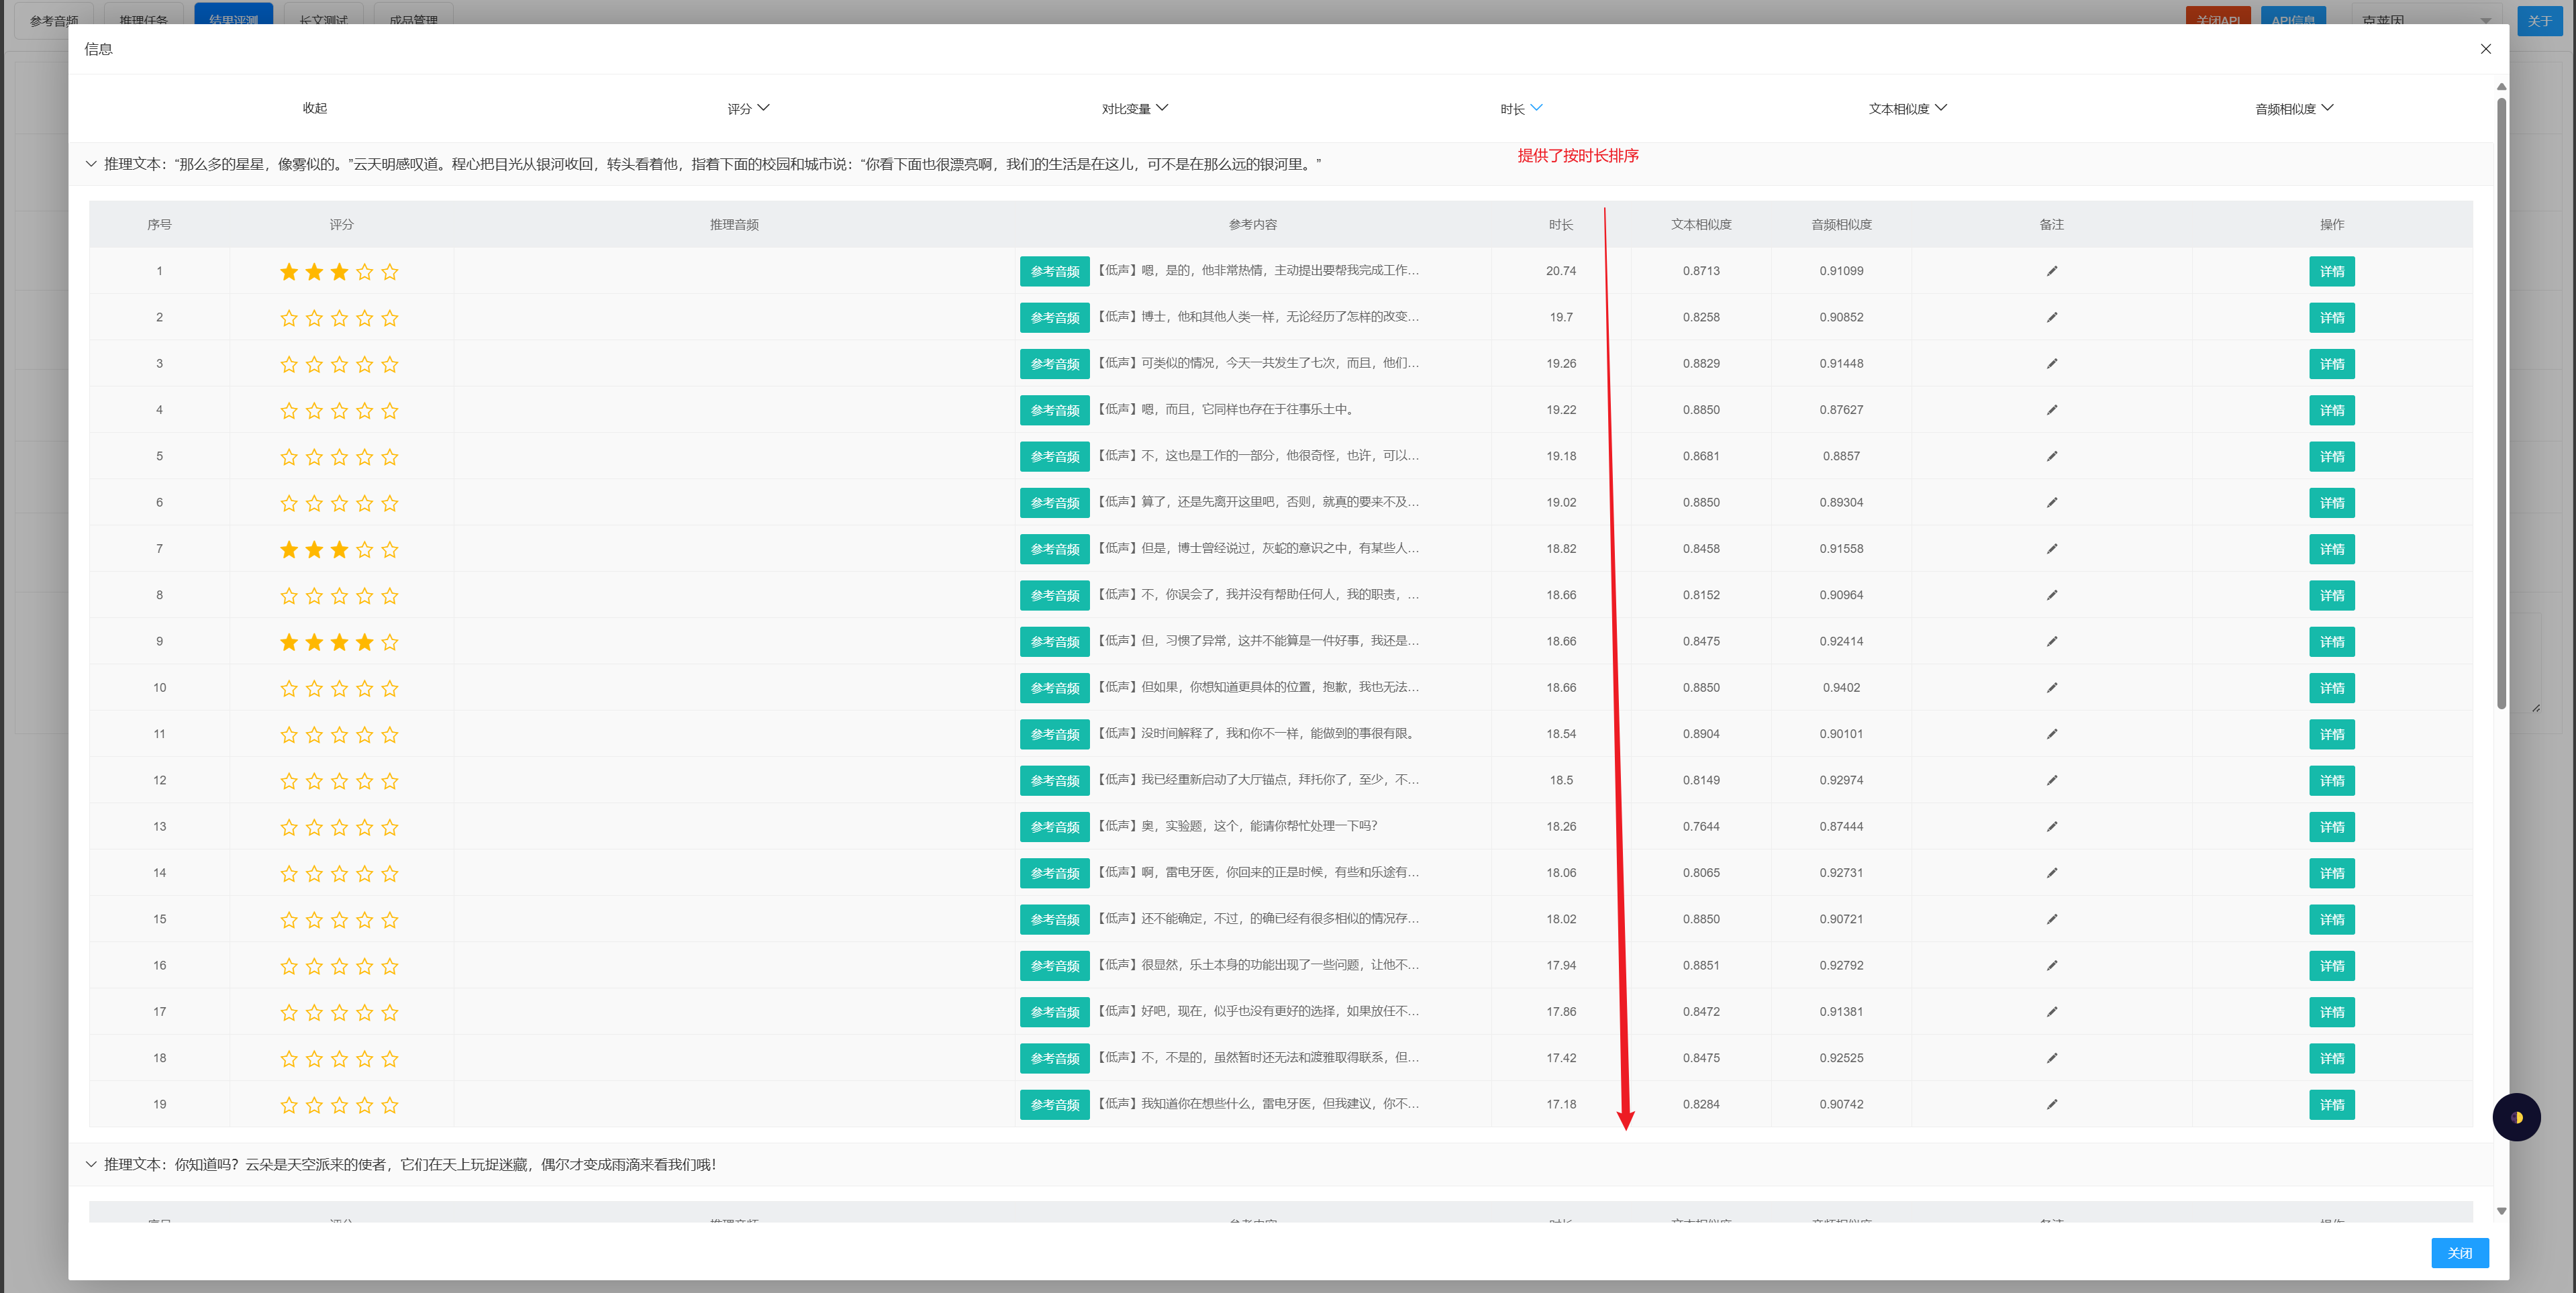 参考音频 推理任务 结果评测 长文测试 成品管理 关闭API API信息 克莱因 关于
信息
收起 评分 对比变量 时长 文本相似度 音频相似度
提供了按时长排序
推理文本：“那么多的星星，像雾似的。”云天明感叹道。程心把目光从银河收回，转头看着他，指着下面的校园和城市说：“你看下面也很漂亮啊，我们的生活是在这儿，可不是在那么远的银河里。”
序号 评分 推理音频 参考内容 时长 文本相似度 音频相似度 备注 操作
1 参考音频 【低声】嗯，是的，他非常热情，主动提出要帮我完成工作… 20.74 0.8713 0.91099 详情
2 参考音频 【低声】博士，他和其他人类一样，无论经历了怎样的改变… 19.7 0.8258 0.90852 详情
3 参考音频 【低声】可类似的情况，今天一共发生了七次，而且，他们… 19.26 0.8829 0.91448 详情
4 参考音频 【低声】嗯，而且，它同样也存在于往事乐土中。 19.22 0.8850 0.87627 详情
5 参考音频 【低声】不，这也是工作的一部分，他很奇怪，也许，可以… 19.18 0.8681 0.8857 详情
6 参考音频 【低声】算了，还是先离开这里吧，否则，就真的要来不及… 19.02 0.8850 0.89304 详情
7 参考音频 【低声】但是，博士曾经说过，灰蛇的意识之中，有某些人… 18.82 0.8458 0.91558 详情
8 参考音频 【低声】不，你误会了，我并没有帮助任何人，我的职责，… 18.66 0.8152 0.90964 详情
9 参考音频 【低声】但，习惯了异常，这并不能算是一件好事，我还是… 18.66 0.8475 0.92414 详情
10 参考音频 【低声】但如果，你想知道更具体的位置，抱歉，我也无法… 18.66 0.8850 0.9402 详情
11 参考音频 【低声】没时间解释了，我和你不一样，能做到的事很有限。 18.54 0.8904 0.90101 详情
12 参考音频 【低声】我已经重新启动了大厅锚点，拜托你了，至少，不… 18.5 0.8149 0.92974 详情
13 参考音频 【低声】奥，实验题，这个，能请你帮忙处理一下吗？ 18.26 0.7644 0.87444 详情
14 参考音频 【低声】啊，雷电牙医，你回来的正是时候，有些和乐途有… 18.06 0.8065 0.92731 详情
15 参考音频 【低声】还不能确定，不过，的确已经有很多相似的情况存… 18.02 0.8850 0.90721 详情
16 参考音频 【低声】很显然，乐土本身的功能出现了一些问题，让他不… 17.94 0.8851 0.92792 详情
17 参考音频 【低声】好吧，现在，似乎也没有更好的选择，如果放任不… 17.86 0.8472 0.91381 详情
18 参考音频 【低声】不，不是的，虽然暂时还无法和渡雅取得联系，但… 17.42 0.8475 0.92525 详情
19 参考音频 【低声】我知道你在想些什么，雷电牙医，但我建议，你不… 17.18 0.8284 0.90742 详情
推理文本：你知道吗？云朵是天空派来的使者，它们在天上玩捉迷藏，偶尔才变成雨滴来看我们哦！
序号 评分 推理音频 参考内容 时长 文本相似度 音频相似度 备注 操作
关闭